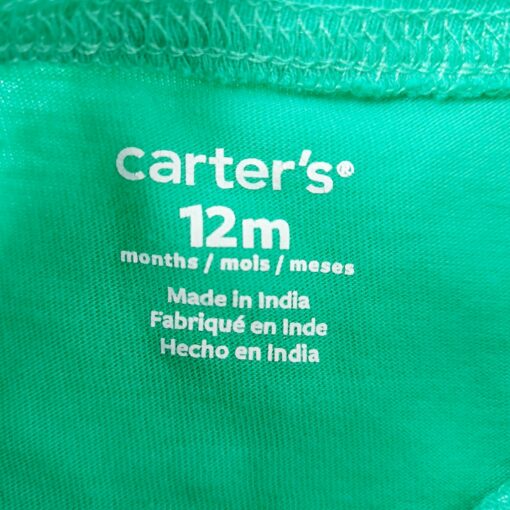 carter's®
12m
months / mois / meses
Made in India
Fabriqué en Inde
Hecho en India